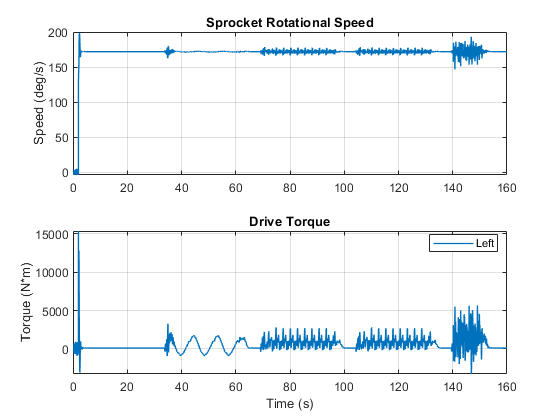 Sprocket Rotational Speed
200
150
100
50
0
Speed (deg/s)
0 20 40 60 80 100 120 140 160
Drive Torque
Left
15000
10000
5000
0
Torque (N*m)
0 20 40 60 80 100 120 140 160
Time (s)